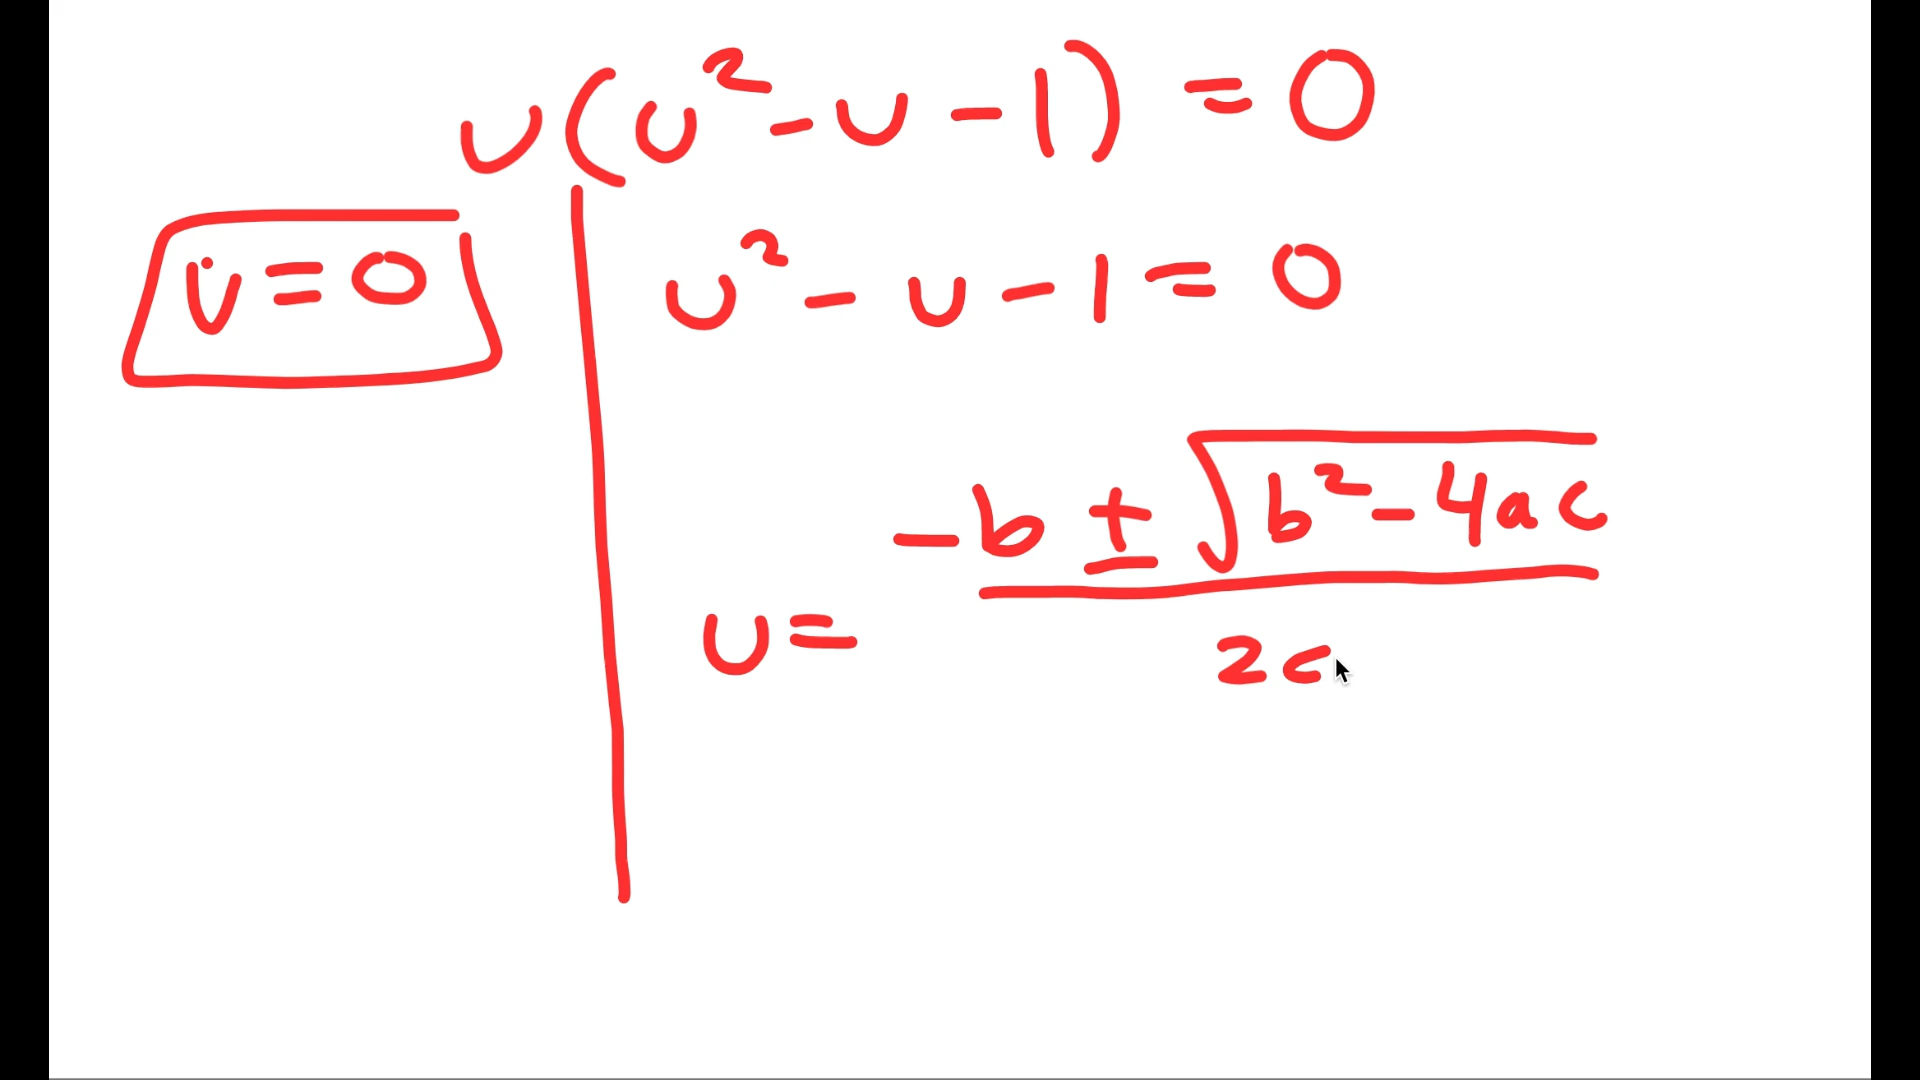 u(u²-u-1) = 0
u = 0
u²-u-1 = 0
-b ± √b²-4ac
u =
2c